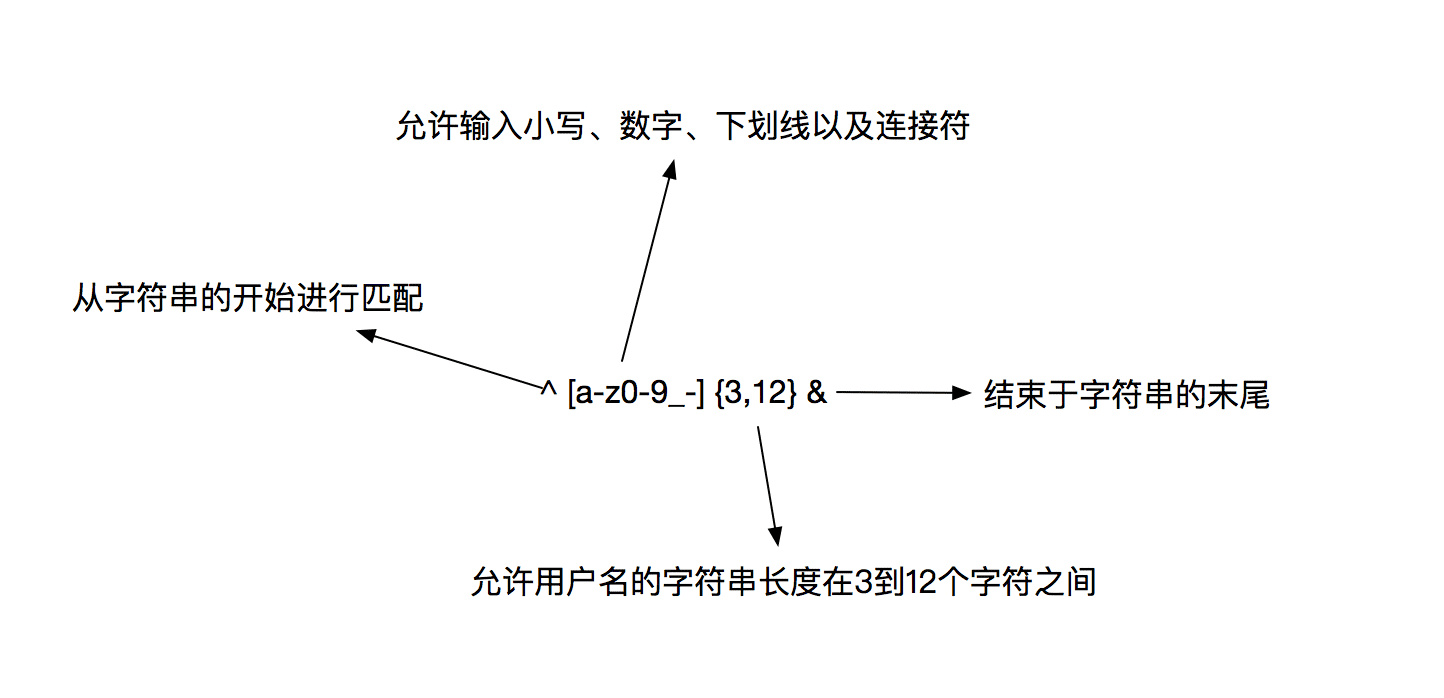 允许输入小写、数字、下划线以及连接符
从字符串的开始进行匹配
^ [a-z0-9_-] {3,12} &
结束于字符串的末尾
允许用户名的字符串长度在3到12个字符之间